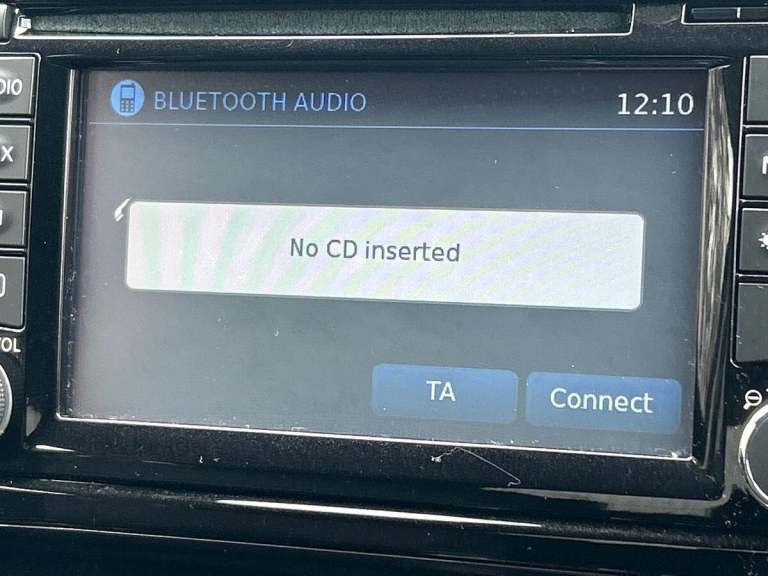 BLUETOOTH AUDIO
12:10
No CD inserted
TA
Connect